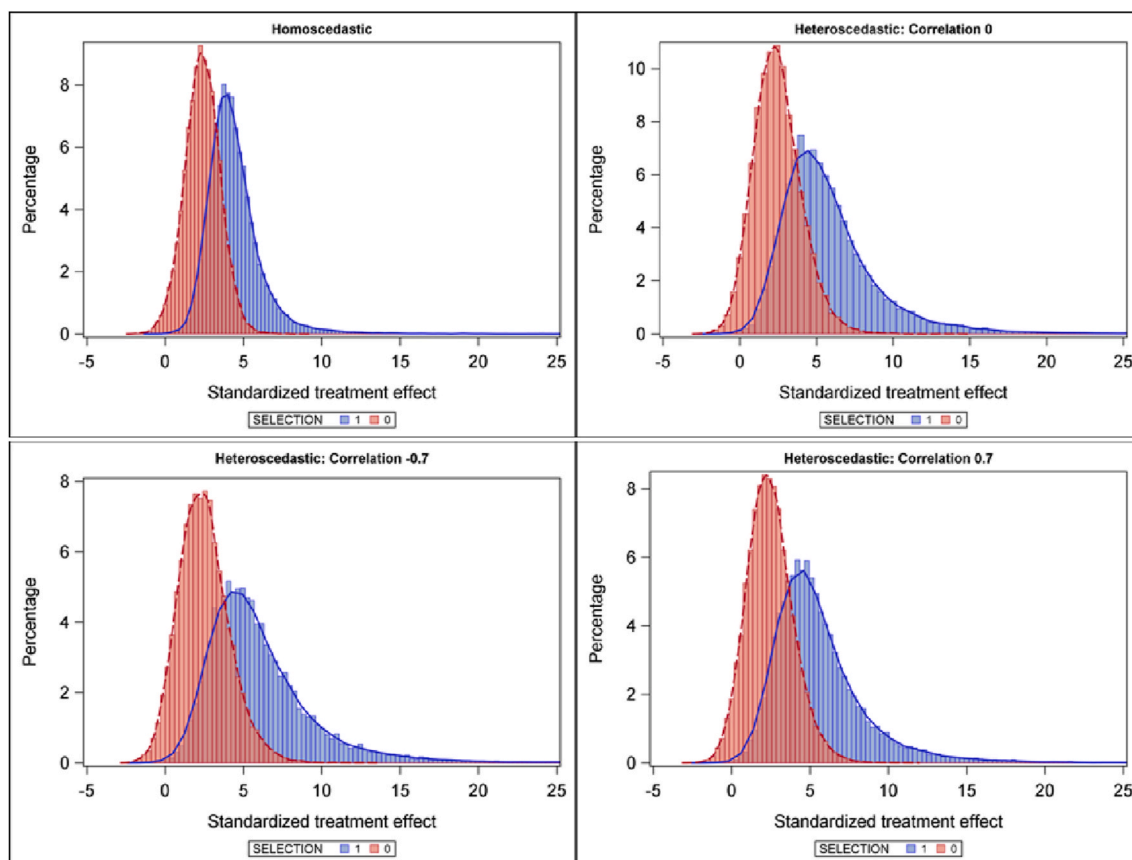 Homoscedastic
Percentage
8
6
4
2
0
-5 0 5 10 15 20 25
Standardized treatment effect
SELECTION 1 0
Heteroscedastic: Correlation 0
Percentage
10
8
6
4
2
0
-5 0 5 10 15 20 25
Standardized treatment effect
SELECTION 1 0
Heteroscedastic: Correlation -0.7
Percentage
8
6
4
2
0
-5 0 5 10 15 20 25
Standardized treatment effect
SELECTION 1 0
Heteroscedastic: Correlation 0.7
Percentage
8
6
4
2
0
-5 0 5 10 15 20 25
Standardized treatment effect
SELECTION 1 0